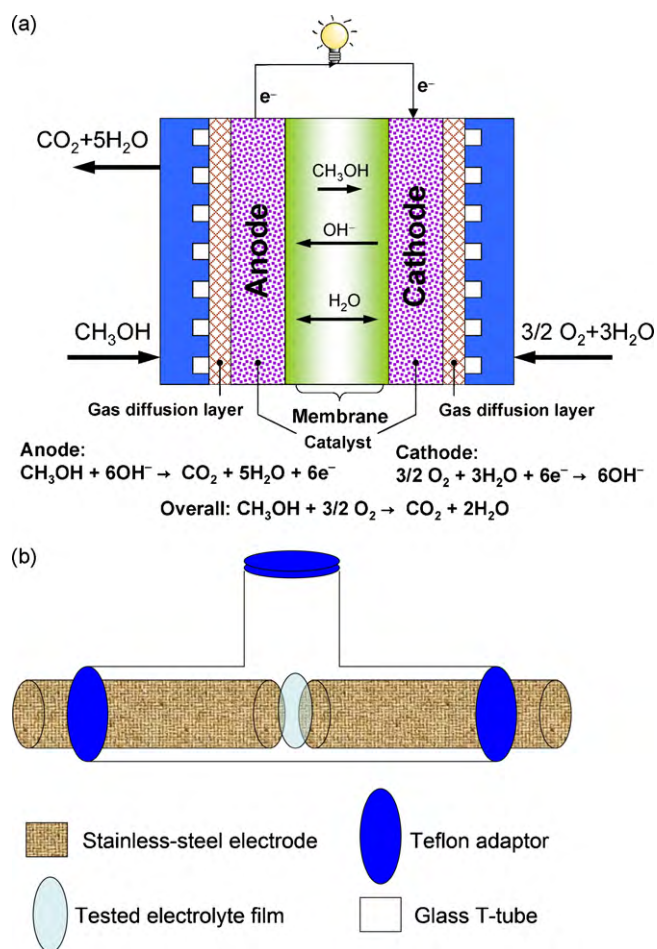 (a)
e⁻ e⁻
CO₂+5H₂O
CH₃OH
OH⁻
H₂O
Anode
Cathode
CH₃OH
3/2 O₂+3H₂O
Gas diffusion layer
Membrane
Gas diffusion layer
Catalyst
Anode:
CH₃OH + 6OH⁻ → CO₂ + 5H₂O + 6e⁻
Cathode:
3/2 O₂ + 3H₂O + 6e⁻ → 6OH⁻
Overall: CH₃OH + 3/2 O₂ → CO₂ + 2H₂O
(b)
Stainless-steel electrode
Teflon adaptor
Tested electrolyte film
Glass T-tube